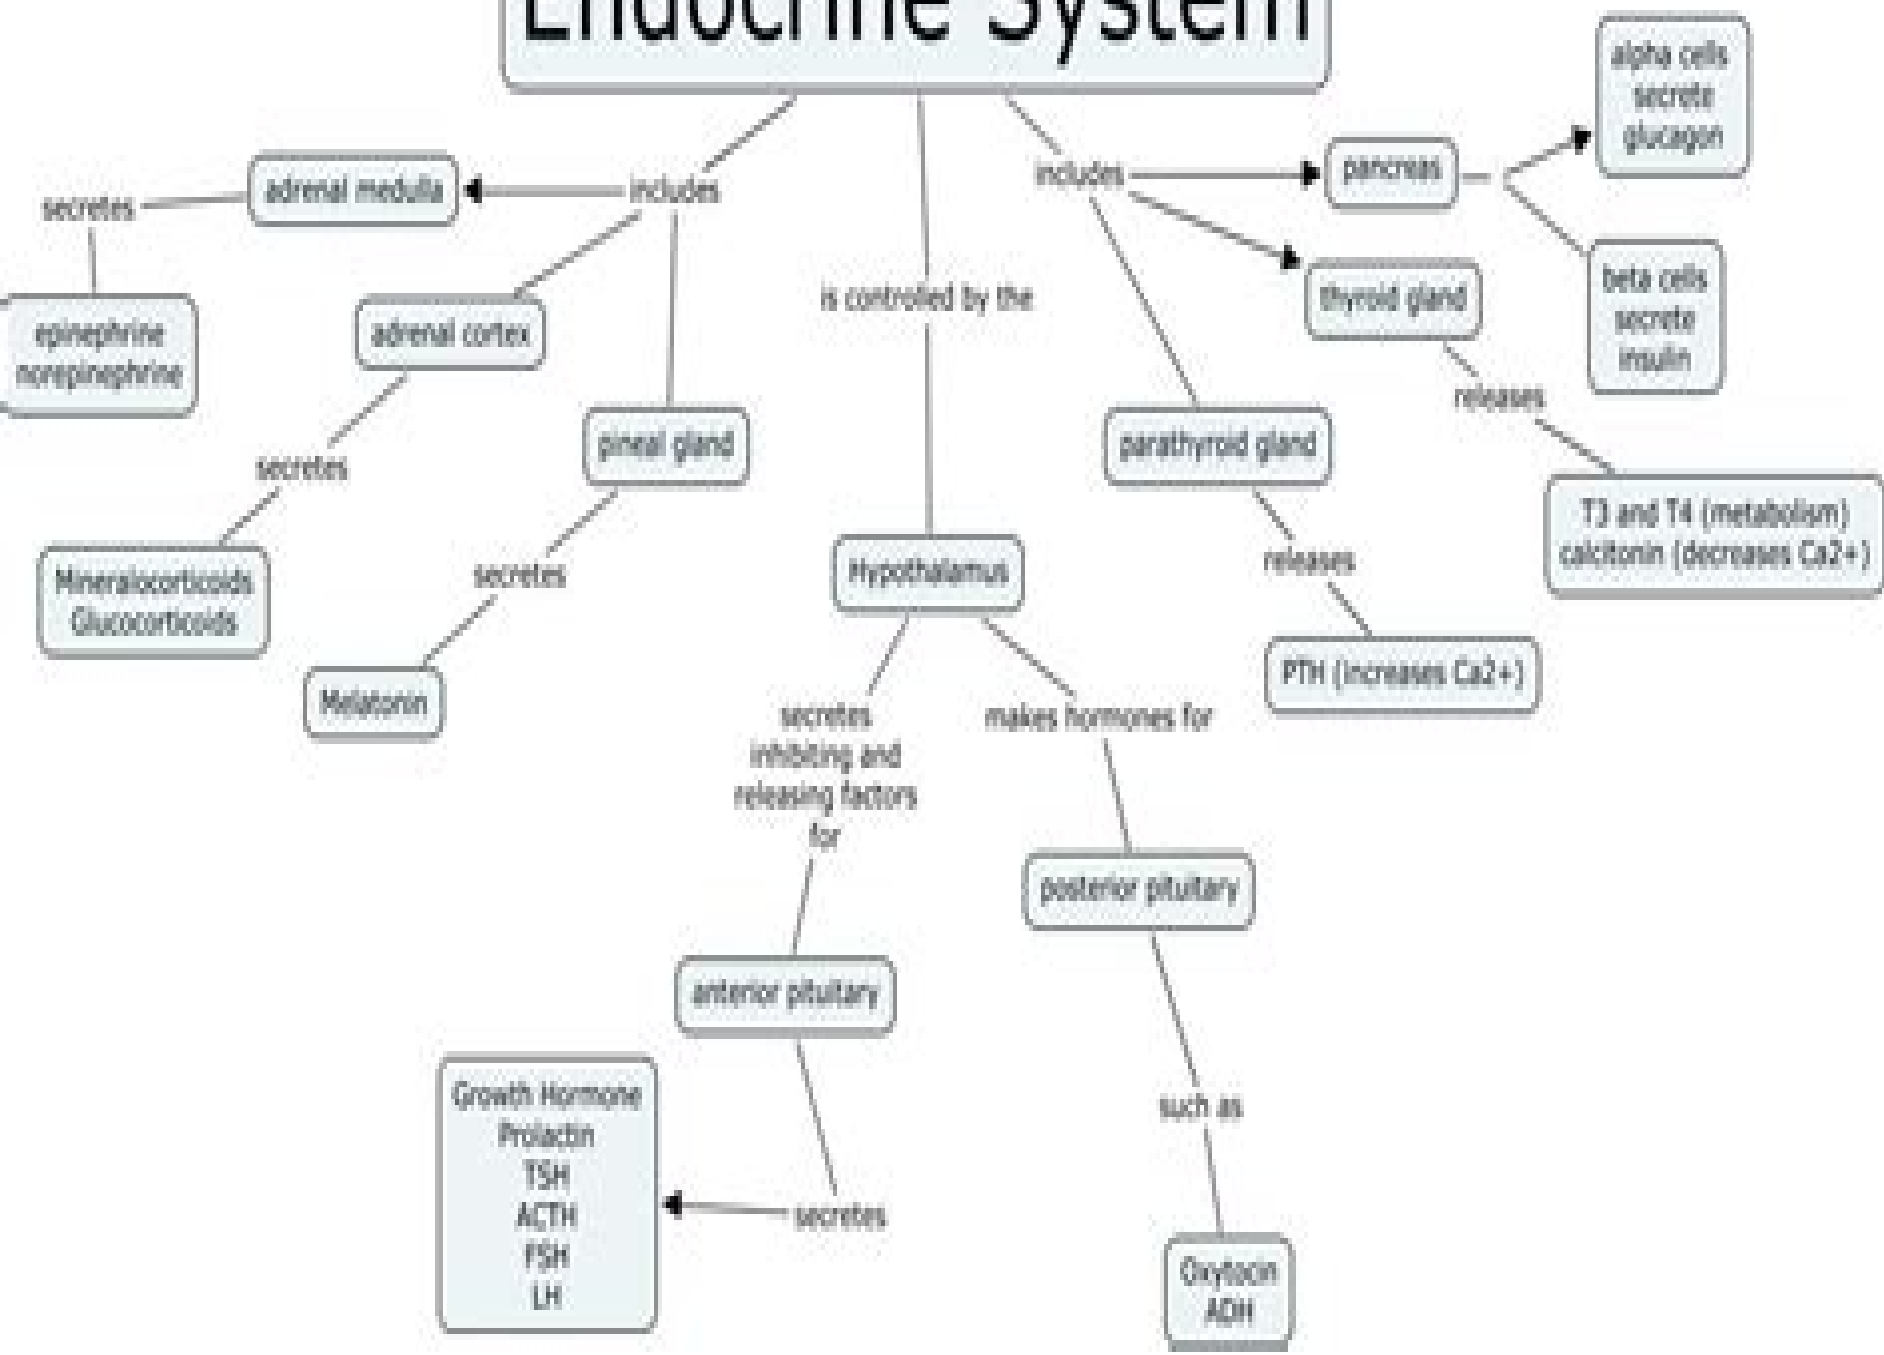 Endocrine System
alpha cells
secrete
glucagon
includes
pancreas
adrenal medulla
includes
secretes
is controlled by the
thyroid gland
beta cells
secrete
insulin
epinephrine
norepinephrine
adrenal cortex
releases
pineal gland
parathyroid gland
secretes
T3 and T4 (metabolism)
calcitonin (decreases Ca2+)
releases
Hypothalamus
secretes
Mineralocorticoids
Glucocorticoids
PTH (increases Ca2+)
Melatonin
secretes
inhibiting and
releasing factors
for
makes hormones for
posterior pituitary
anterior pituitary
Growth Hormone
Prolactin
TSH
ACTH
FSH
LH
such as
secretes
Oxytocin
ADH